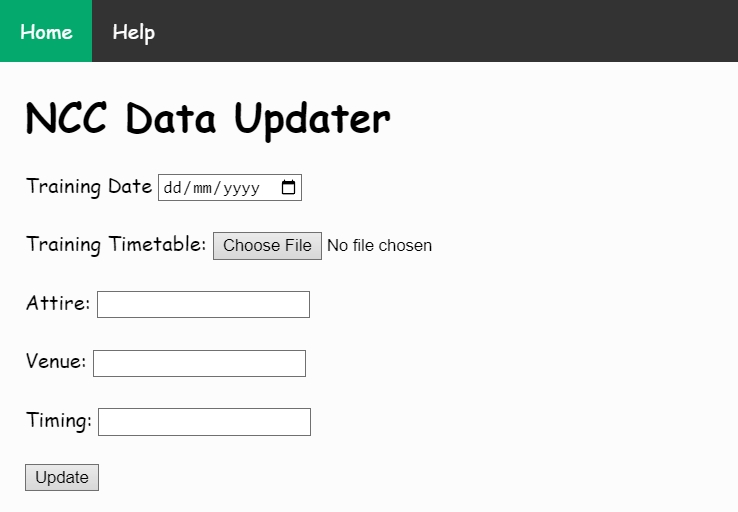 Home Help
NCC Data Updater
Training Date dd/mm/yyyy
Training Timetable: Choose File No file chosen
Attire:
Venue:
Timing:
Update